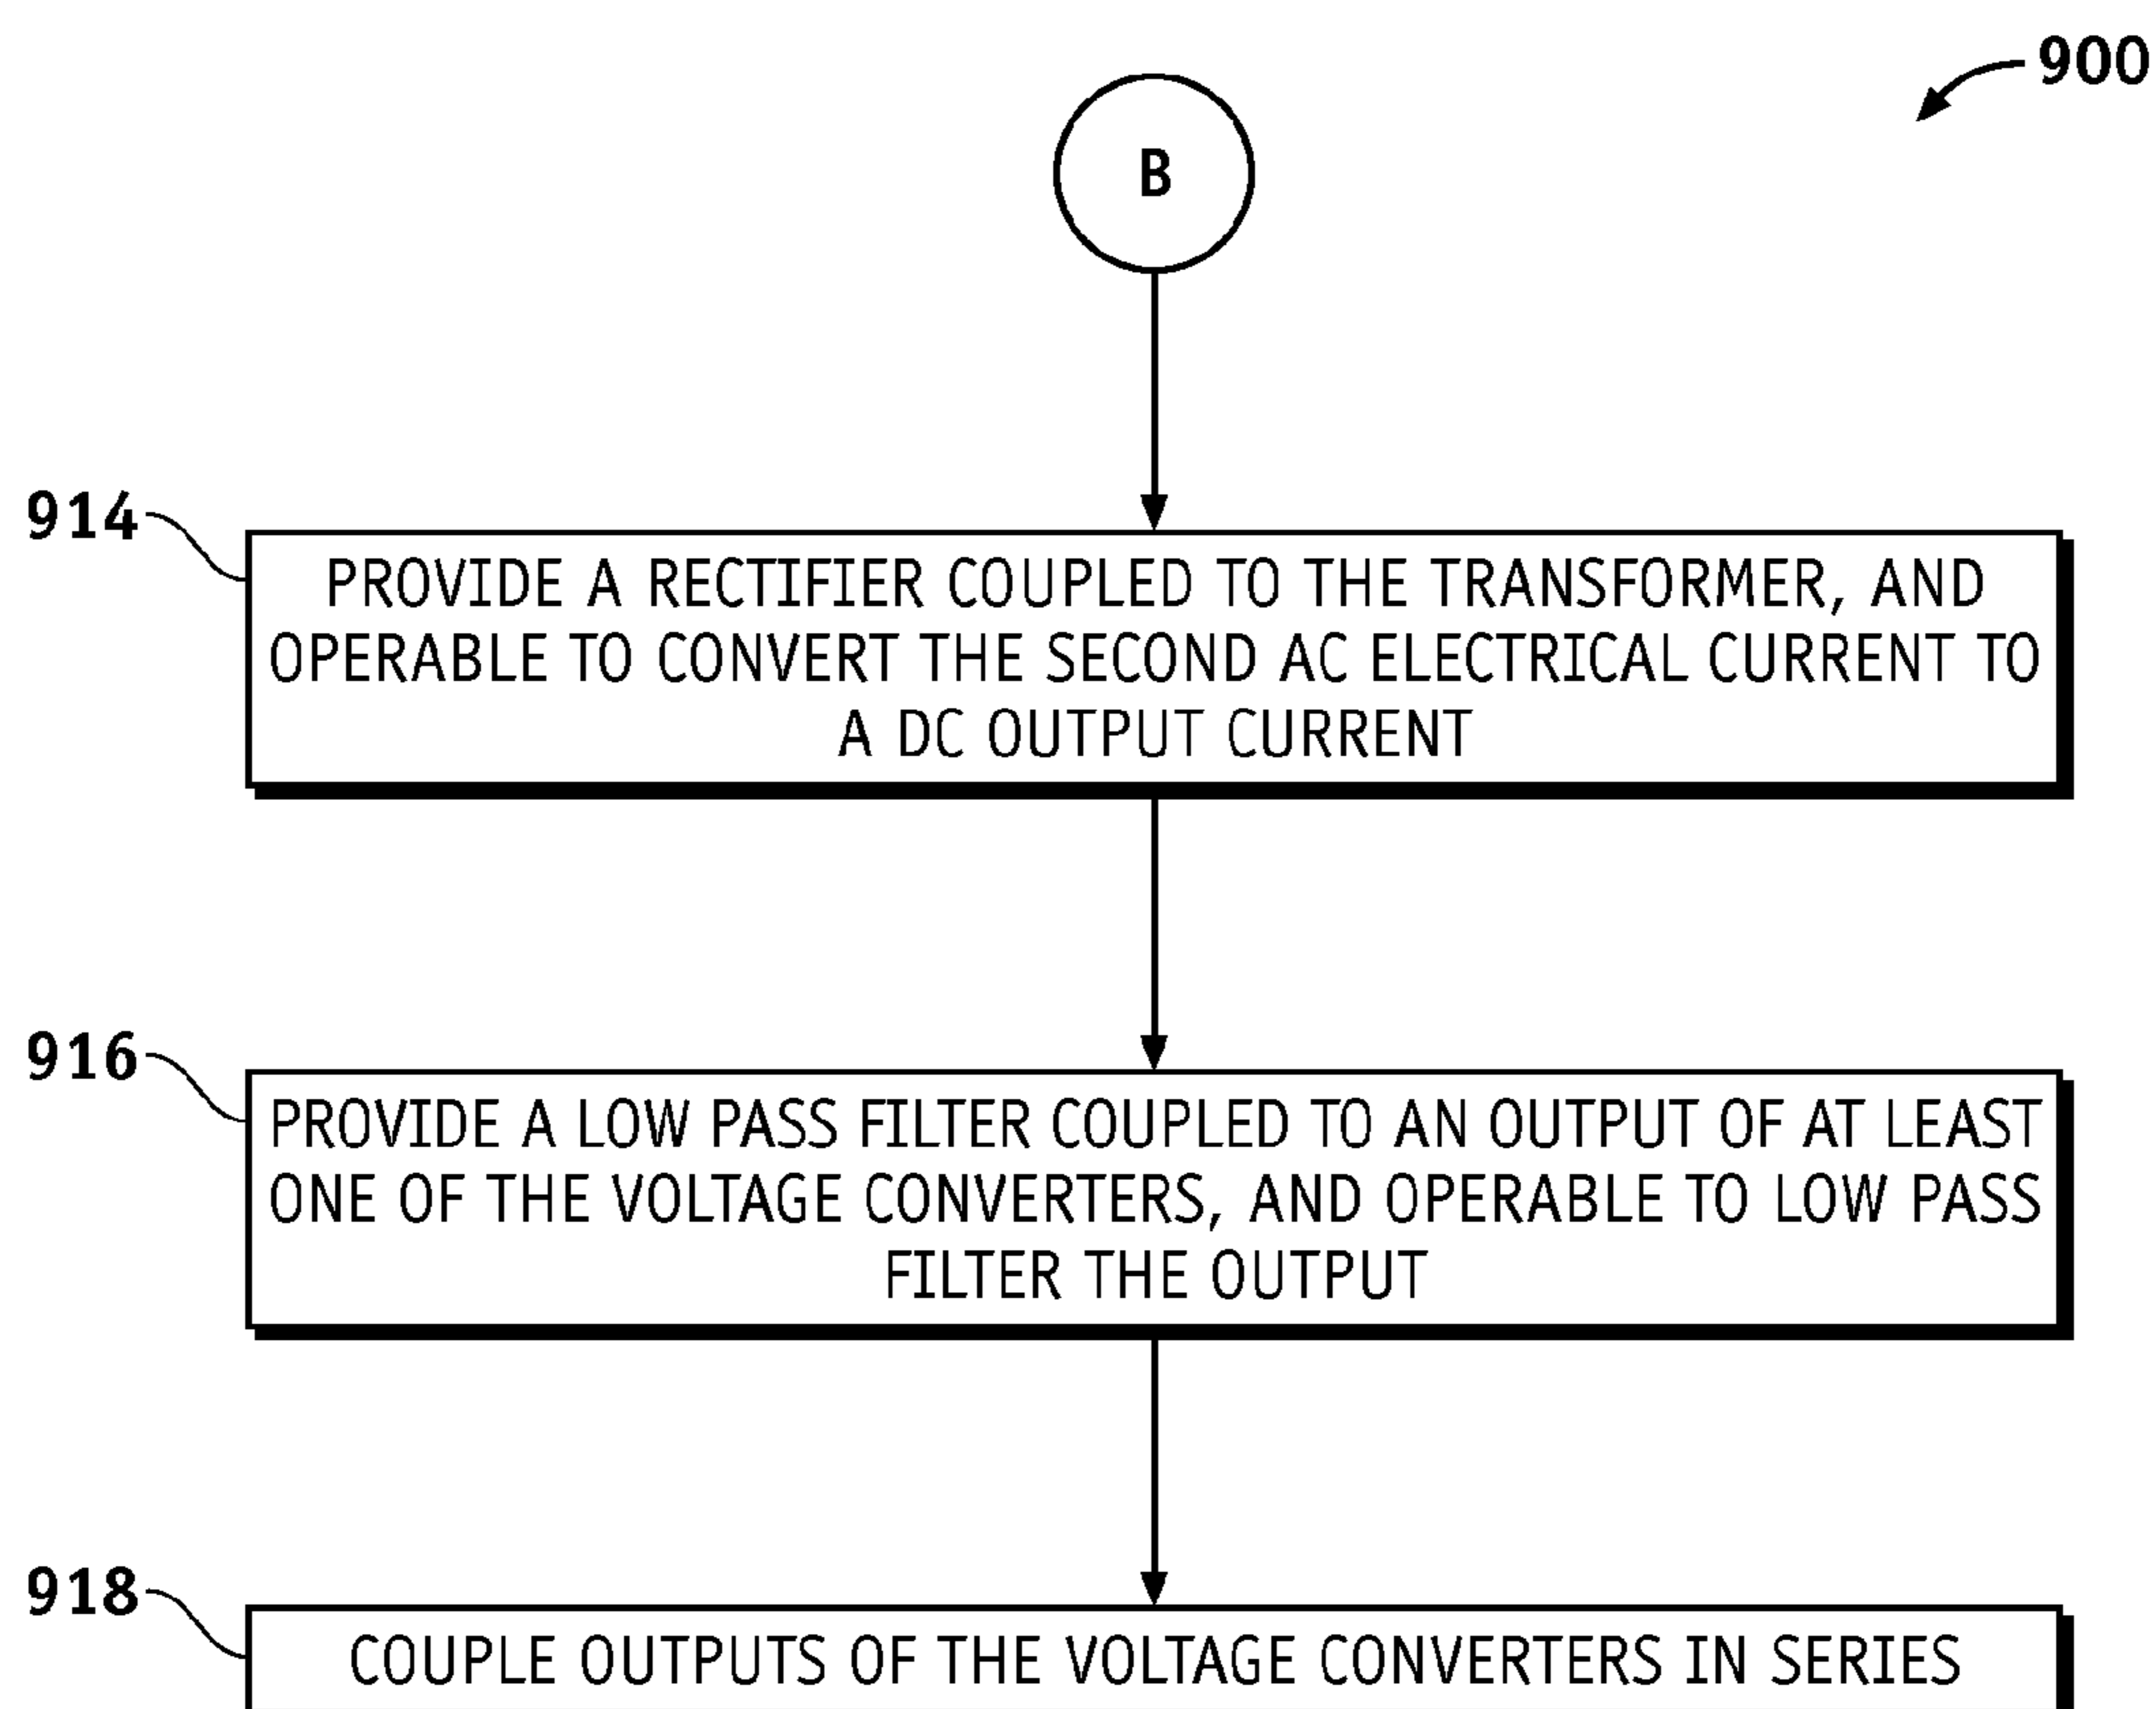 900
B
914
PROVIDE A RECTIFIER COUPLED TO THE TRANSFORMER, AND
OPERABLE TO CONVERT THE SECOND AC ELECTRICAL CURRENT TO
A DC OUTPUT CURRENT
916
PROVIDE A LOW PASS FILTER COUPLED TO AN OUTPUT OF AT LEAST
ONE OF THE VOLTAGE CONVERTERS, AND OPERABLE TO LOW PASS
FILTER THE OUTPUT
918
COUPLE OUTPUTS OF THE VOLTAGE CONVERTERS IN SERIES